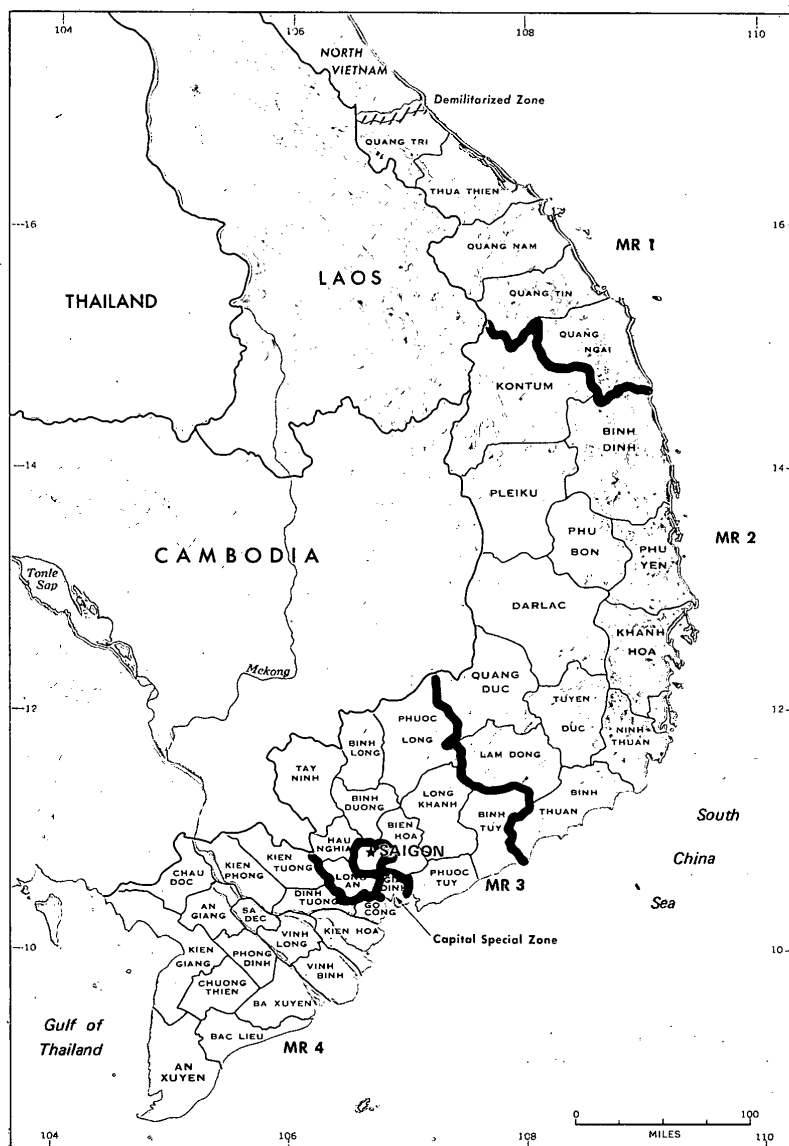 104
106
108
110
NORTH
VIETNAM
Demilitarized Zone
QUANG TRI
THUA THIEN
16
16
QUANG NAM
MR 1
LAOS
THAILAND
QUANG TIN
QUANG
NGAI
KONTUM
BINH
DINH
14
14
PLEIKU
PHU
BON
MR 2
PHU
YEN
CAMBODIA
Tonle
Sap
DARLAC
KHANH
HOA
Mekong
QUANG
DUC
TUYEN
DUC
12
12
PHUOC
LONG
NINH
THUAN
BINH
LONG
LAM DONG
TAY
NINH
BINH
DUONG
LONG
KHANH
BINH
THUAN
BINH
TUY
South
China
Sea
BIEN
HOA
HAU
NGHIA
SAIGON
KIEN
TUONG
KIEN
PHONG
CHAU
DOC
LONG
AN
GIA
DINH
PHUOC
TUY
MR 3
DINH
TUONG
GO
CONG
AN
GIANG
SA
DEC
VINH
LONG
KIEN HOA
Capital Special Zone
10
10
KIEN
GIANG
PHONG
DINH
VINH
BINH
CHUONG
THIEN
BA XUYEN
Gulf of
Thailand
BAC LIEU
MR 4
AN
XUYEN
0
100
MILES
104
106
108
110